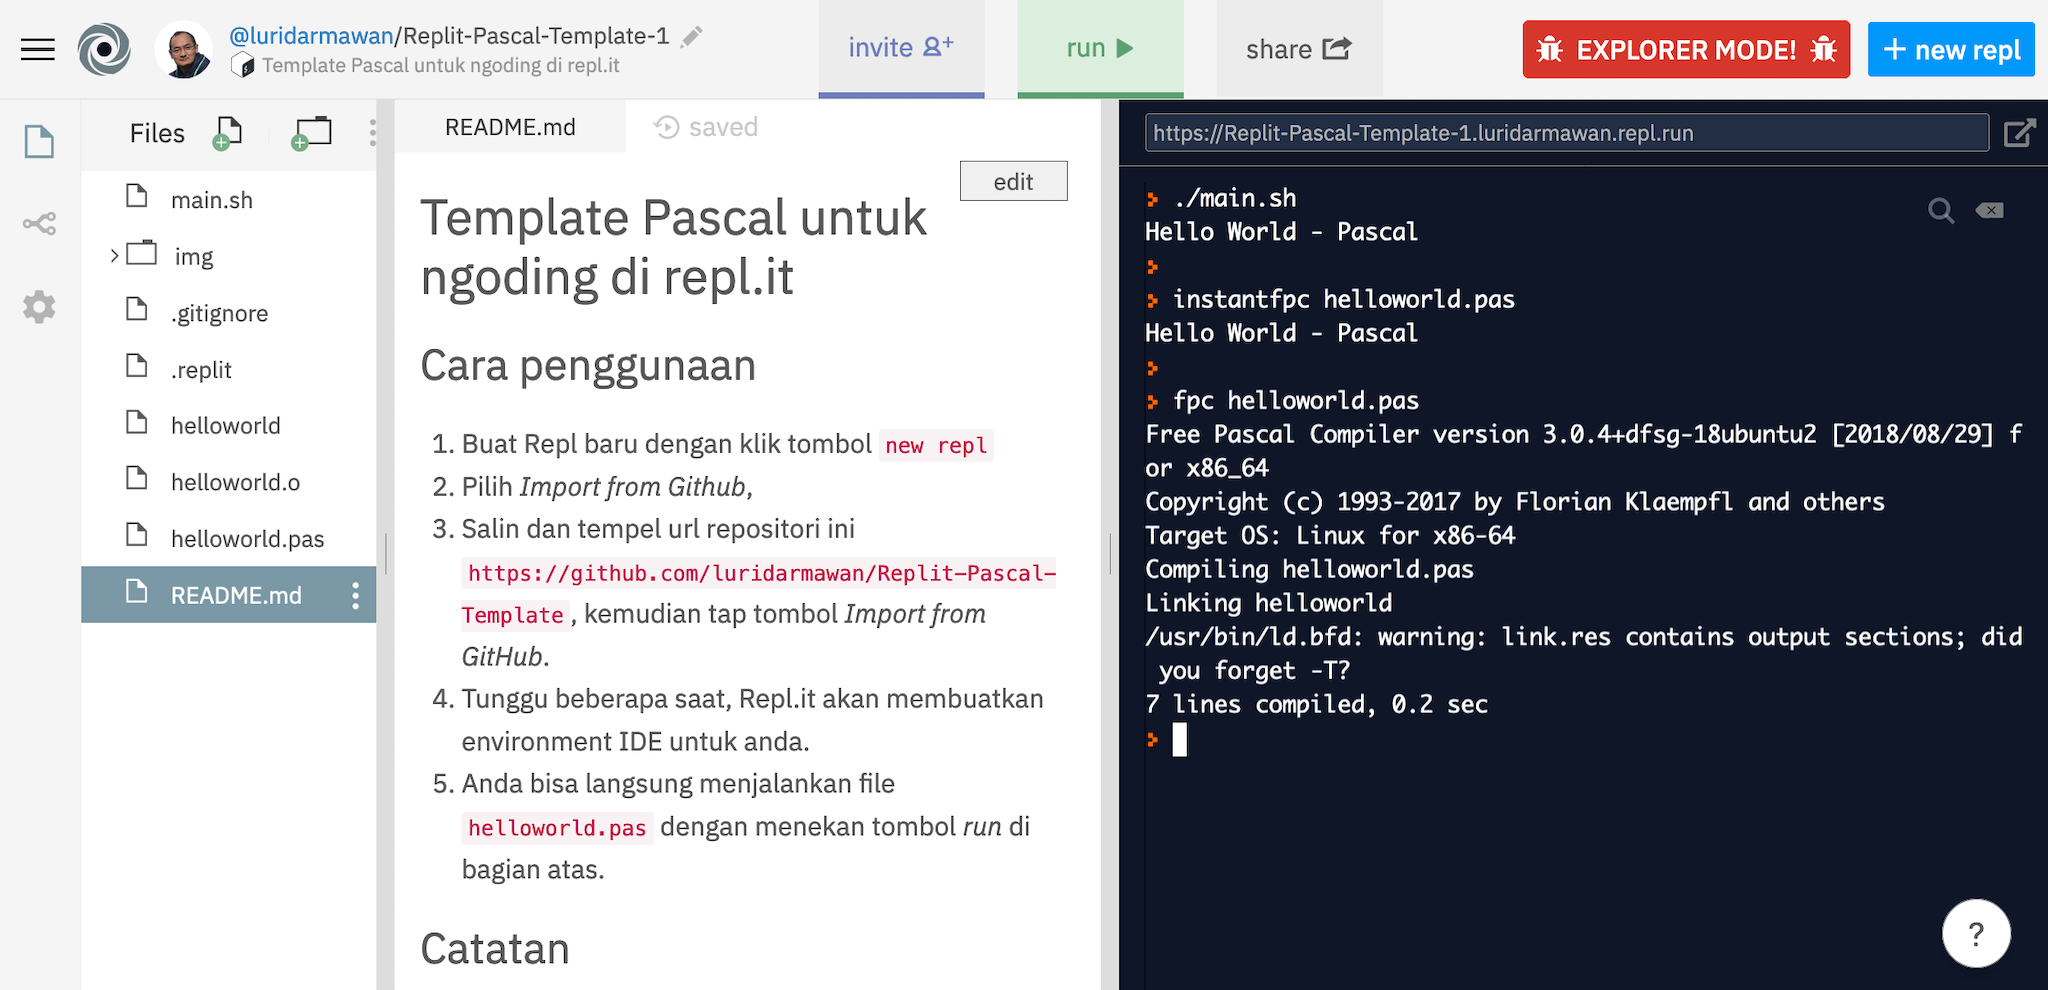 @luridarmawan/Replit-Pascal-Template-1
Template Pascal untuk ngoding di repl.it
invite
run
share
EXPLORER MODE!
+ new repl
Files
main.sh
img
.gitignore
.replit
helloworld
helloworld.o
helloworld.pas
README.md
README.md
saved
edit
Template Pascal untuk
ngoding di repl.it
Cara penggunaan
1. Buat Repl baru dengan klik tombol new repl
2. Pilih Import from Github,
3. Salin dan tempel url repositori ini
https://github.com/luridarmawan/Replit-Pascal-
Template, kemudian tap tombol Import from
GitHub.
4. Tunggu beberapa saat, Repl.it akan membuatkan
environment IDE untuk anda.
5. Anda bisa langsung menjalankan file
helloworld.pas dengan menekan tombol run di
bagian atas.
Catatan
https://Replit-Pascal-Template-1.luridarmawan.repl.run
> ./main.sh
Hello World - Pascal
>
> instantfpc helloworld.pas
Hello World - Pascal
>
> fpc helloworld.pas
Free Pascal Compiler version 3.0.4+dfsg-18ubuntu2 [2018/08/29] f
or x86_64
Copyright (c) 1993-2017 by Florian Klaempfl and others
Target OS: Linux for x86-64
Compiling helloworld.pas
Linking helloworld
/usr/bin/ld.bfd: warning: link.res contains output sections; did
you forget -T?
7 lines compiled, 0.2 sec
>
?